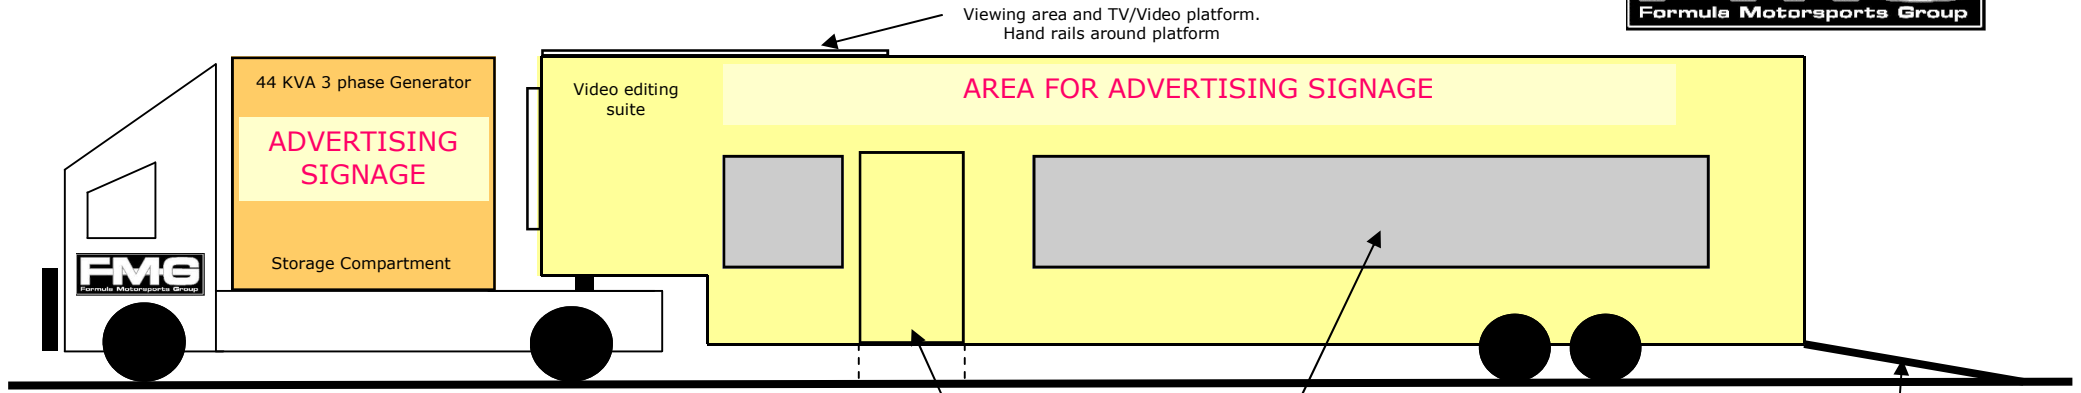 Viewing area and TV/Video platform.
Hand rails around platform
Formula Motorsports Group
44 KVA 3 phase Generator
ADVERTISING
SIGNAGE
Storage Compartment
FMG
Formula Motorsports Group
Video editing
suite
AREA FOR ADVERTISING SIGNAGE